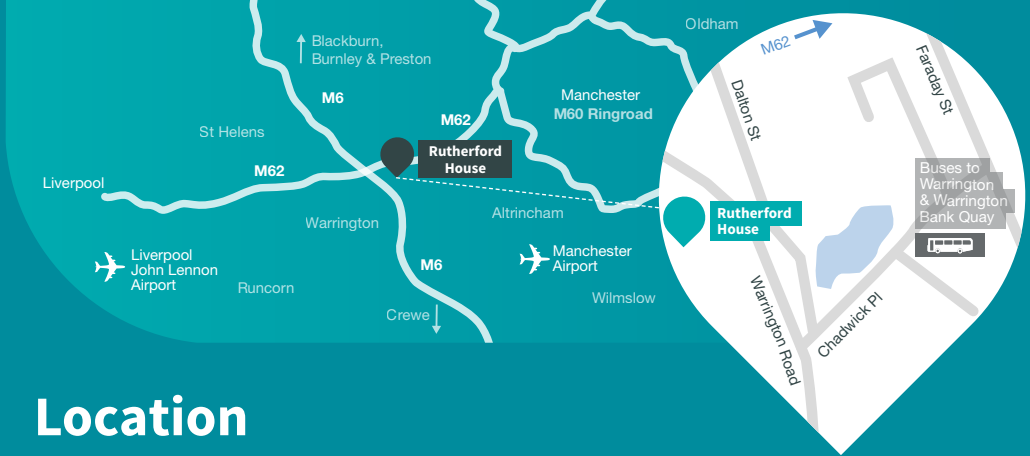 Oldham
M62
Blackburn,
Burnley & Preston
Faraday St
Dalton St
M6
Manchester
M60 Ringroad
M62
St Helens
Rutherford
House
M62
Buses to
Warrington
& Warrington
Bank Quay
Liverpool
Rutherford
House
Altrincham
Warrington
Liverpool
John Lennon
Airport
Manchester
Airport
M6
Runcorn
Wilmslow
Crewe
Warrington Road
Chadwick Pl
Location